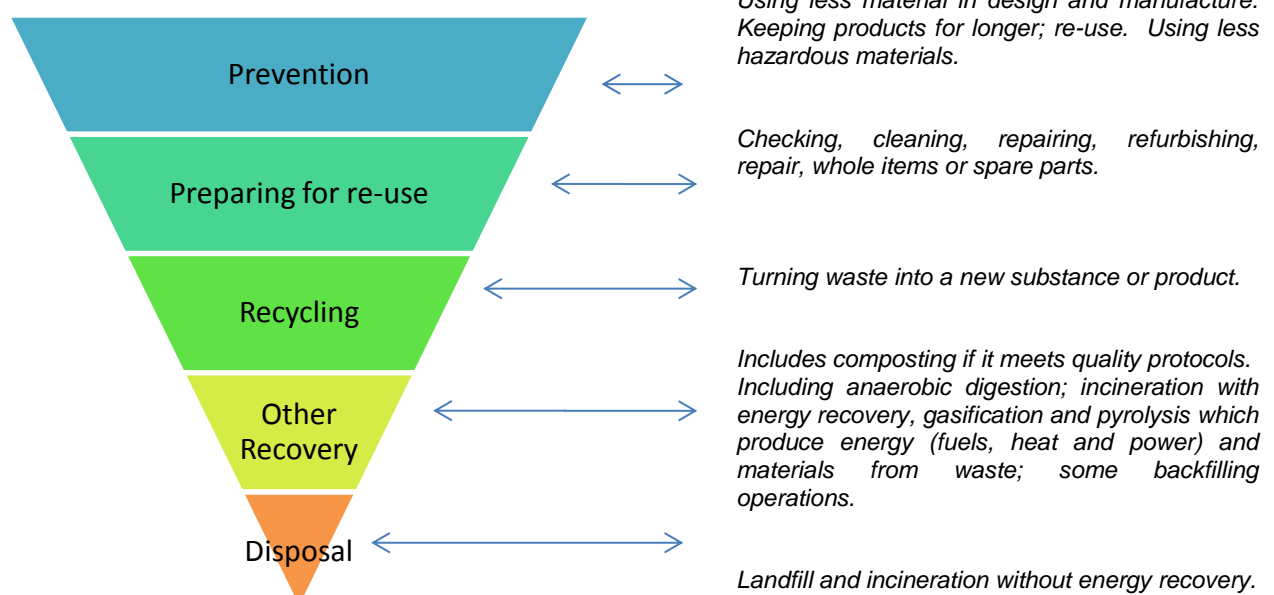 Using less material in design and manufacture.
Keeping products for longer; re-use. Using less
hazardous materials.
Prevention
Checking, cleaning, repairing, refurbishing,
repair, whole items or spare parts.
Preparing for re-use
Turning waste into a new substance or product.
Recycling
Includes composting if it meets quality protocols.
Including anaerobic digestion; incineration with
energy recovery, gasification and pyrolysis which
produce energy (fuels, heat and power) and
materials from waste; some backfilling
operations.
Other
Recovery
Disposal
Landfill and incineration without energy recovery.